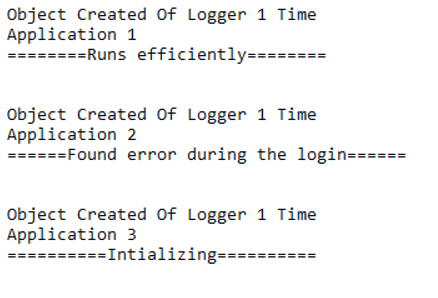 Object Created Of Logger 1 Time
Application 1
========Runs efficiently========
Object Created Of Logger 1 Time
Application 2
======Found error during the login======
Object Created Of Logger 1 Time
Application 3
==========Intializing==========